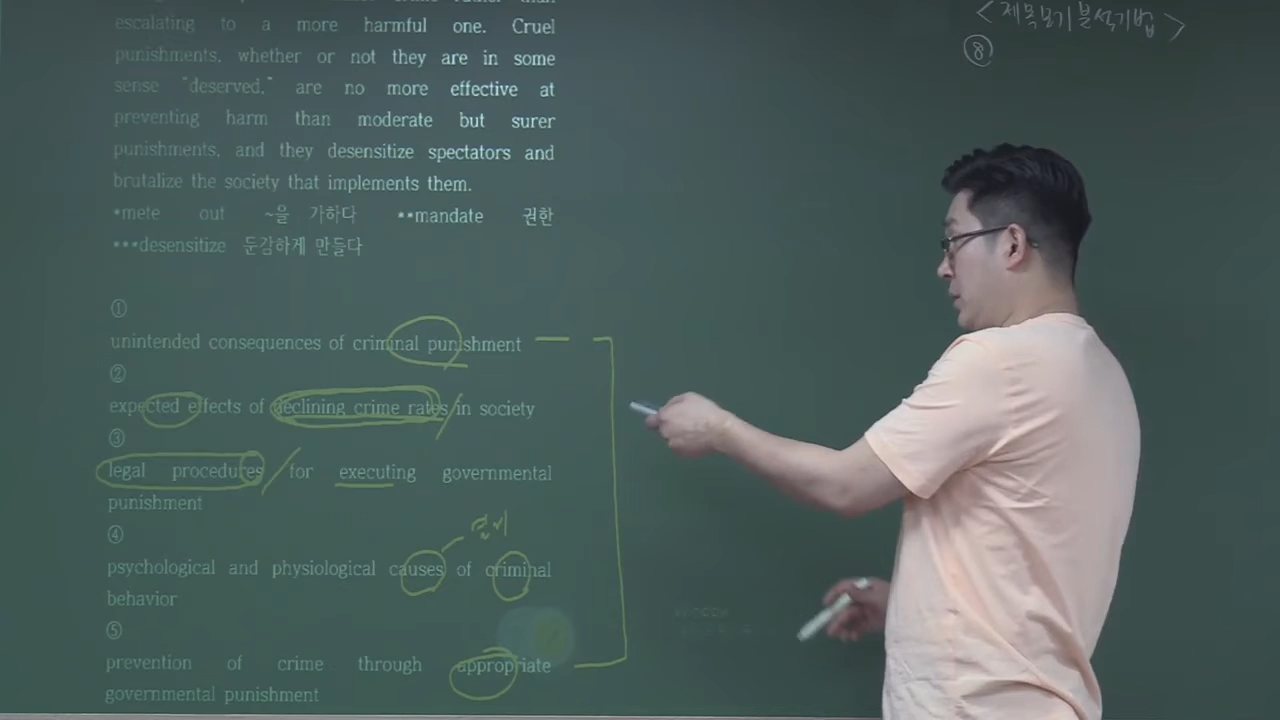 escalating to a more harmful one. Cruel
punishments, whether or not they are in some
sense "deserved," are no more effective at
preventing harm than moderate but surer
punishments, and they desensitize spectators and
brutalize the society that implements them.
*mete out ~을 가하다 **mandate 권한
***desensitize 둔감하게 만들다
①
unintended consequences of criminal punishment
②
expected effects of declining crime rates in society
③
legal procedures for executing governmental
punishment
④
psychological and physiological causes of criminal
behavior
⑤
prevention of crime through appropriate
governmental punishment
<제목보기분석기법>
⑧